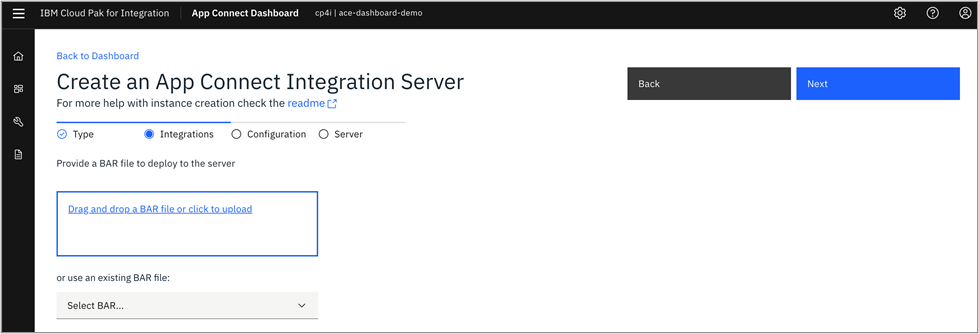 IBM Cloud Pak for Integration App Connect Dashboard cp4i | ace-dashboard-demo
Back to Dashboard
Create an App Connect Integration Server
For more help with instance creation check the readme
Back Next
Type Integrations Configuration Server
Provide a BAR file to deploy to the server
Drag and drop a BAR file or click to upload
or use an existing BAR file:
Select BAR...